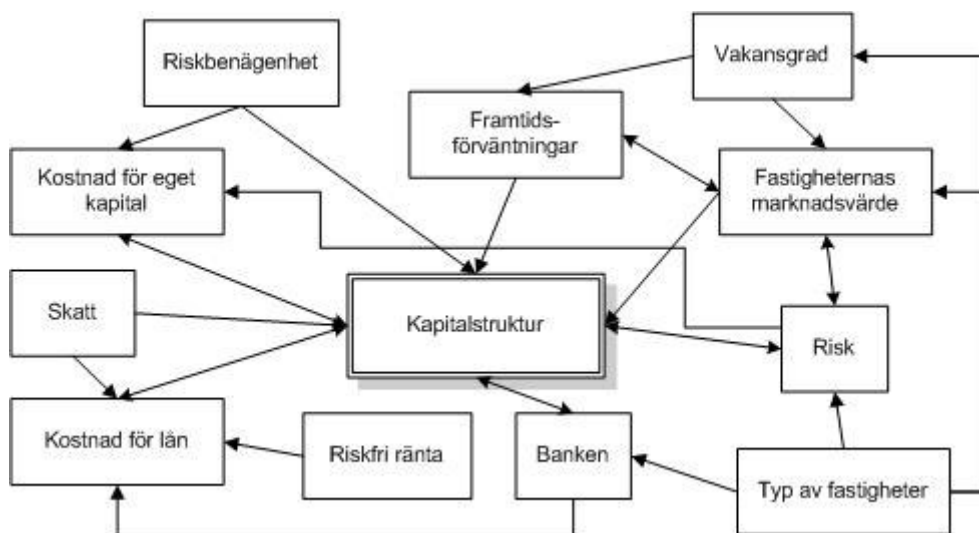 Riskbenägenhet
Vakansgrad
Framtids-
förväntningar
Kostnad för eget
kapital
Fastigheternas
marknadsvärde
Skatt
Kapitalstruktur
Risk
Kostnad för lån
Riskfri ränta
Banken
Typ av fastigheter